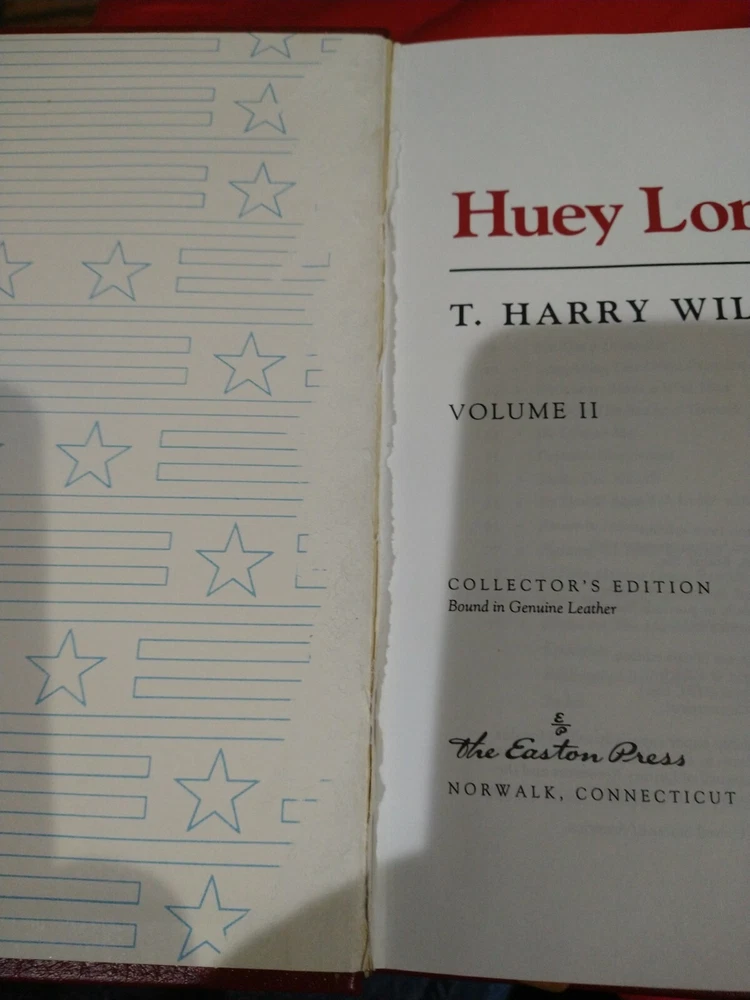 Huey Lon
T. HARRY WIL
VOLUME II
COLLECTOR'S EDITION
Bound in Genuine Leather
The Easton Press
NORWALK, CONNECTICUT